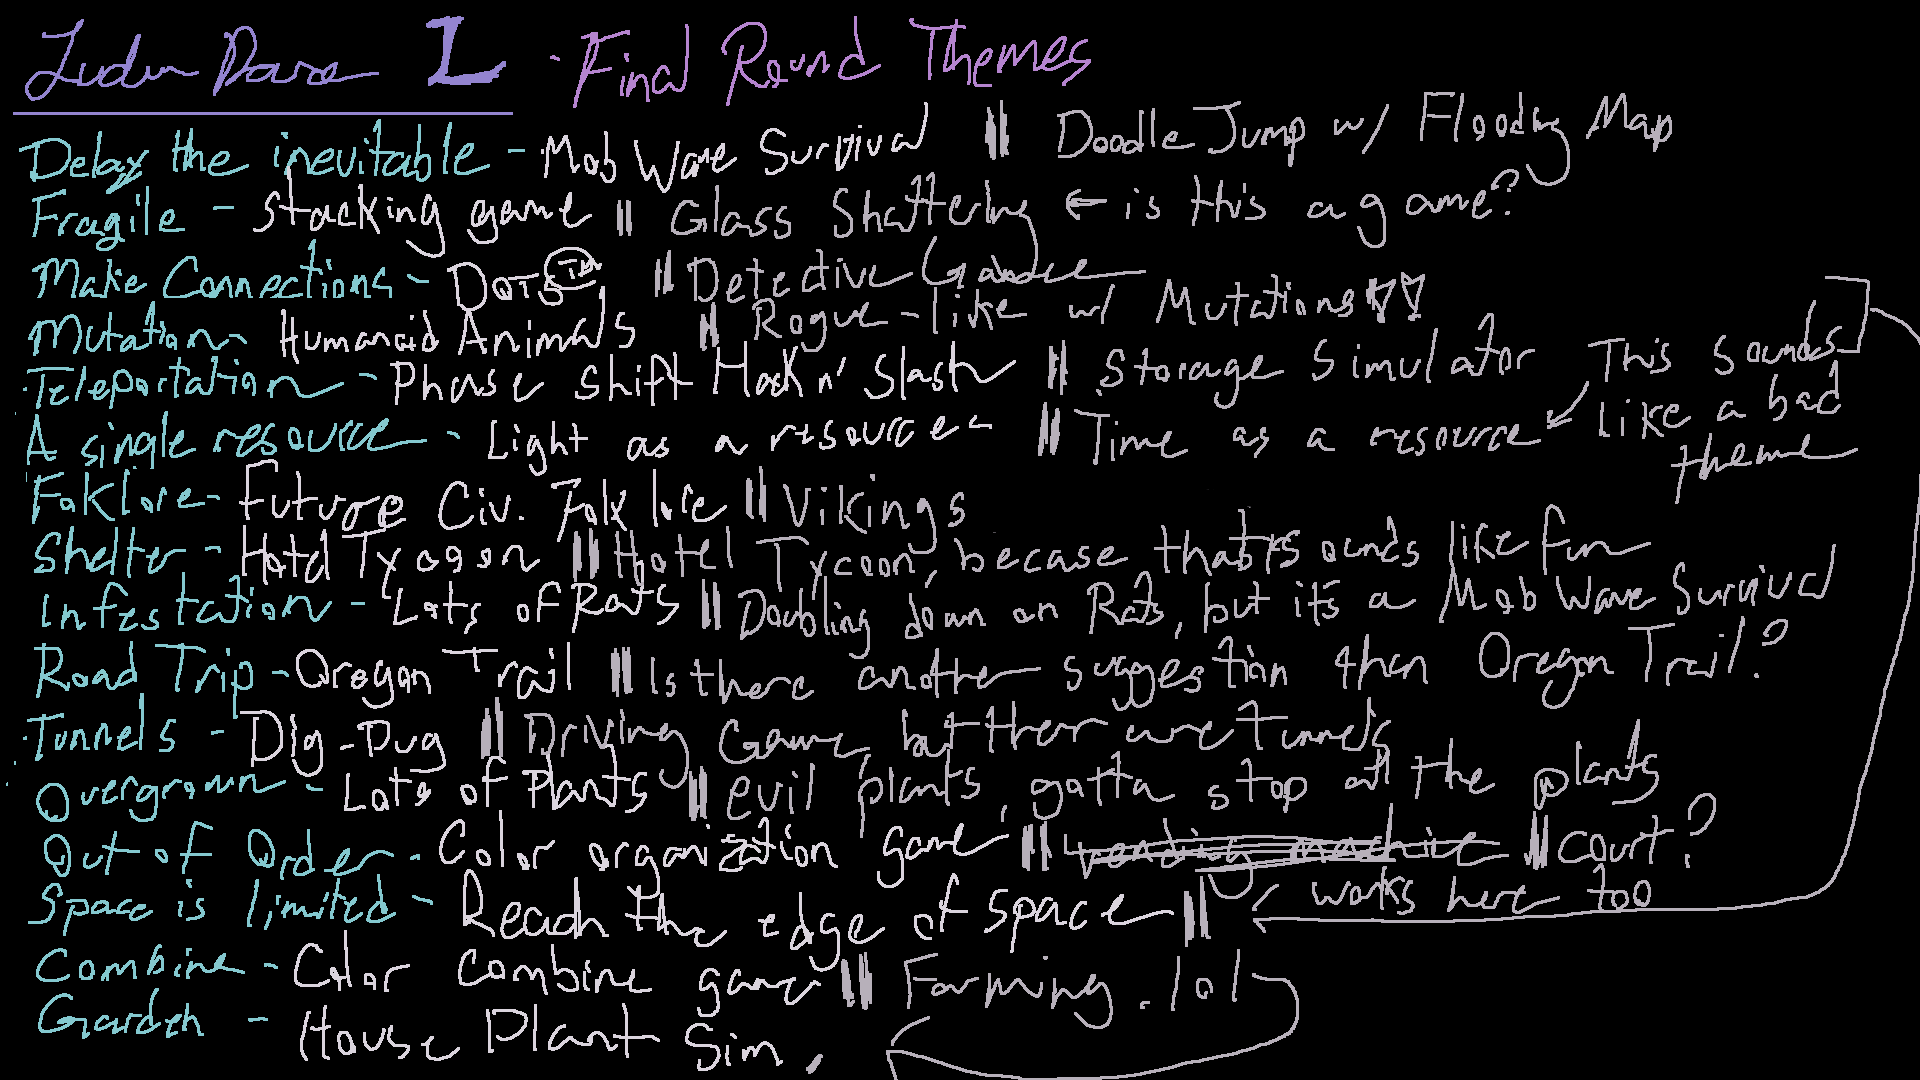 Ludum Dare L - Final Round Themes
Delay the inevitable - Mob Wave Survival || Doodle Jump w/ Flooding Map
Fragile - stacking game || Glass Shattering ← is this a game?
Make Connections - DOTS TM || Detective Game
Mutation - Humanoid Animals || Rogue-like w/ Mutations
Teleportation - Phase shift Hack n' Slash || Storage Simulator
A single resource - Light as a resource || Time as a resource ← This sounds like a bad theme
Foklore - Future Civ. Folk lore || Vikings
Shelter - Hotel Tycoon || Hotel Tycoon, becase that sounds like fun
Infestation - Lots of Rats || Doubling down on Rats, but it's a Mob Wave Survival
Road Trip - Oregon Trail || Is there another suggestion than Oregon Trail?
Tunnels - Dig-Dug || Driving Game, but ther are tunnels
Overgrown - Lots of Plants || evil plants, gotta stop all the plants
Out of Order - Color organization game || vending machine || court?
Space is limited - Reach the edge of space || works here too
Combine - Color combine game || Farming. lol
Garden - House Plant Sim.